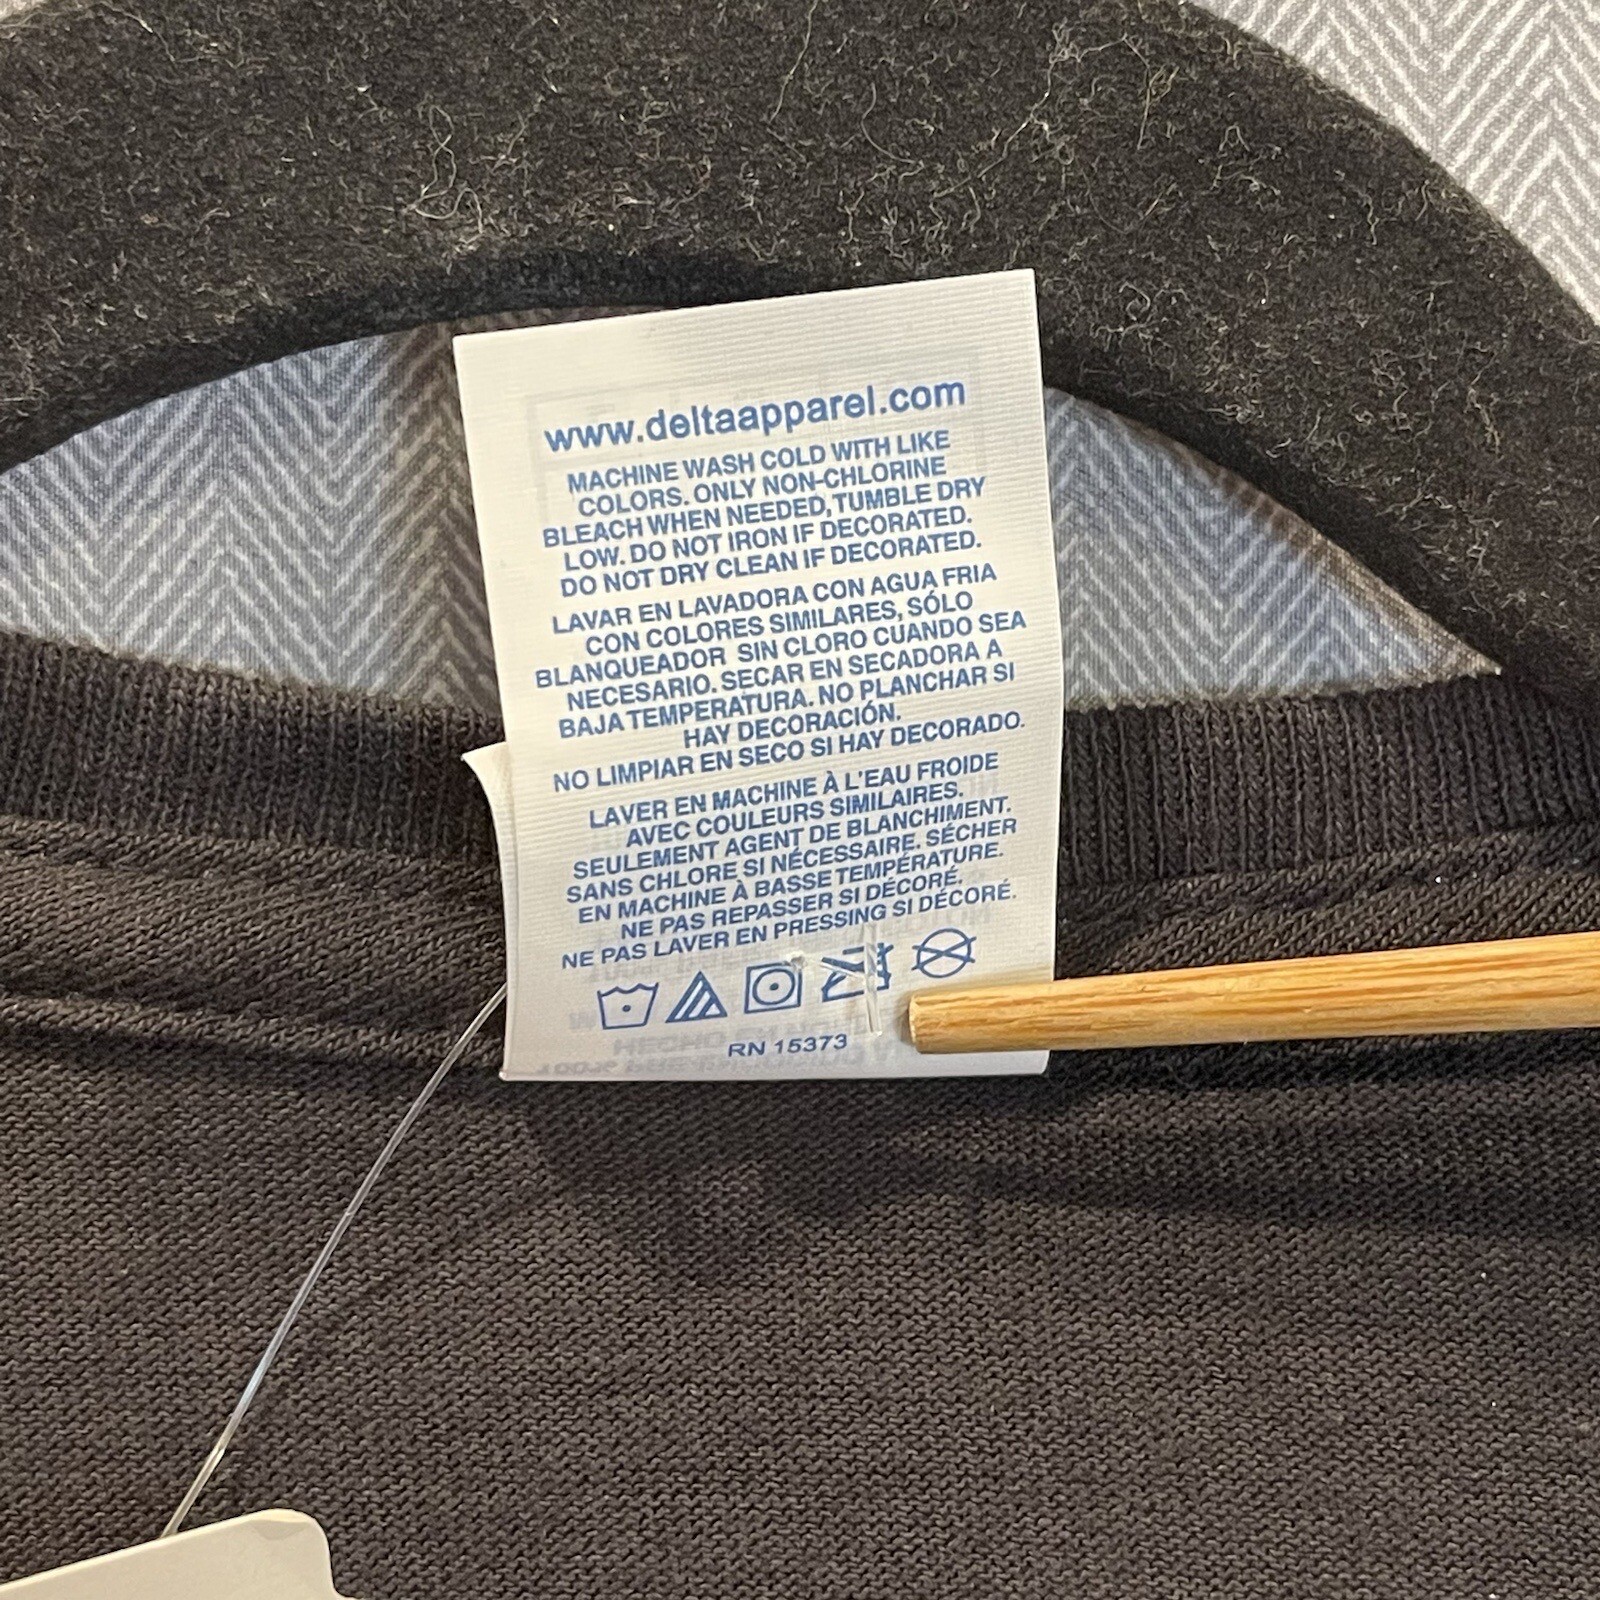 www.deltaapparel.com
MACHINE WASH COLD WITH LIKE
COLORS. ONLY NON-CHLORINE
BLEACH WHEN NEEDED, TUMBLE DRY
LOW. DO NOT IRON IF DECORATED.
DO NOT DRY CLEAN IF DECORATED.
LAVAR EN LAVADORA CON AGUA FRIA
CON COLORES SIMILARES, SÓLO
BLANQUEADOR SIN CLORO CUANDO SEA
NECESARIO. SECAR EN SECADORA A
BAJA TEMPERATURA. NO PLANCHAR SI
HAY DECORACIÓN.
NO LIMPIAR EN SECO SI HAY DECORADO.
LAVER EN MACHINE À L'EAU FROIDE
AVEC COULEURS SIMILAIRES.
SEULEMENT AGENT DE BLANCHIMENT.
SANS CHLORE SI NÉCESSAIRE. SÉCHER
EN MACHINE À BASSE TEMPÉRATURE.
NE PAS REPASSER SI DÉCORÉ.
NE PAS LAVER EN PRESSING SI DÉCORÉ.
RN 15373